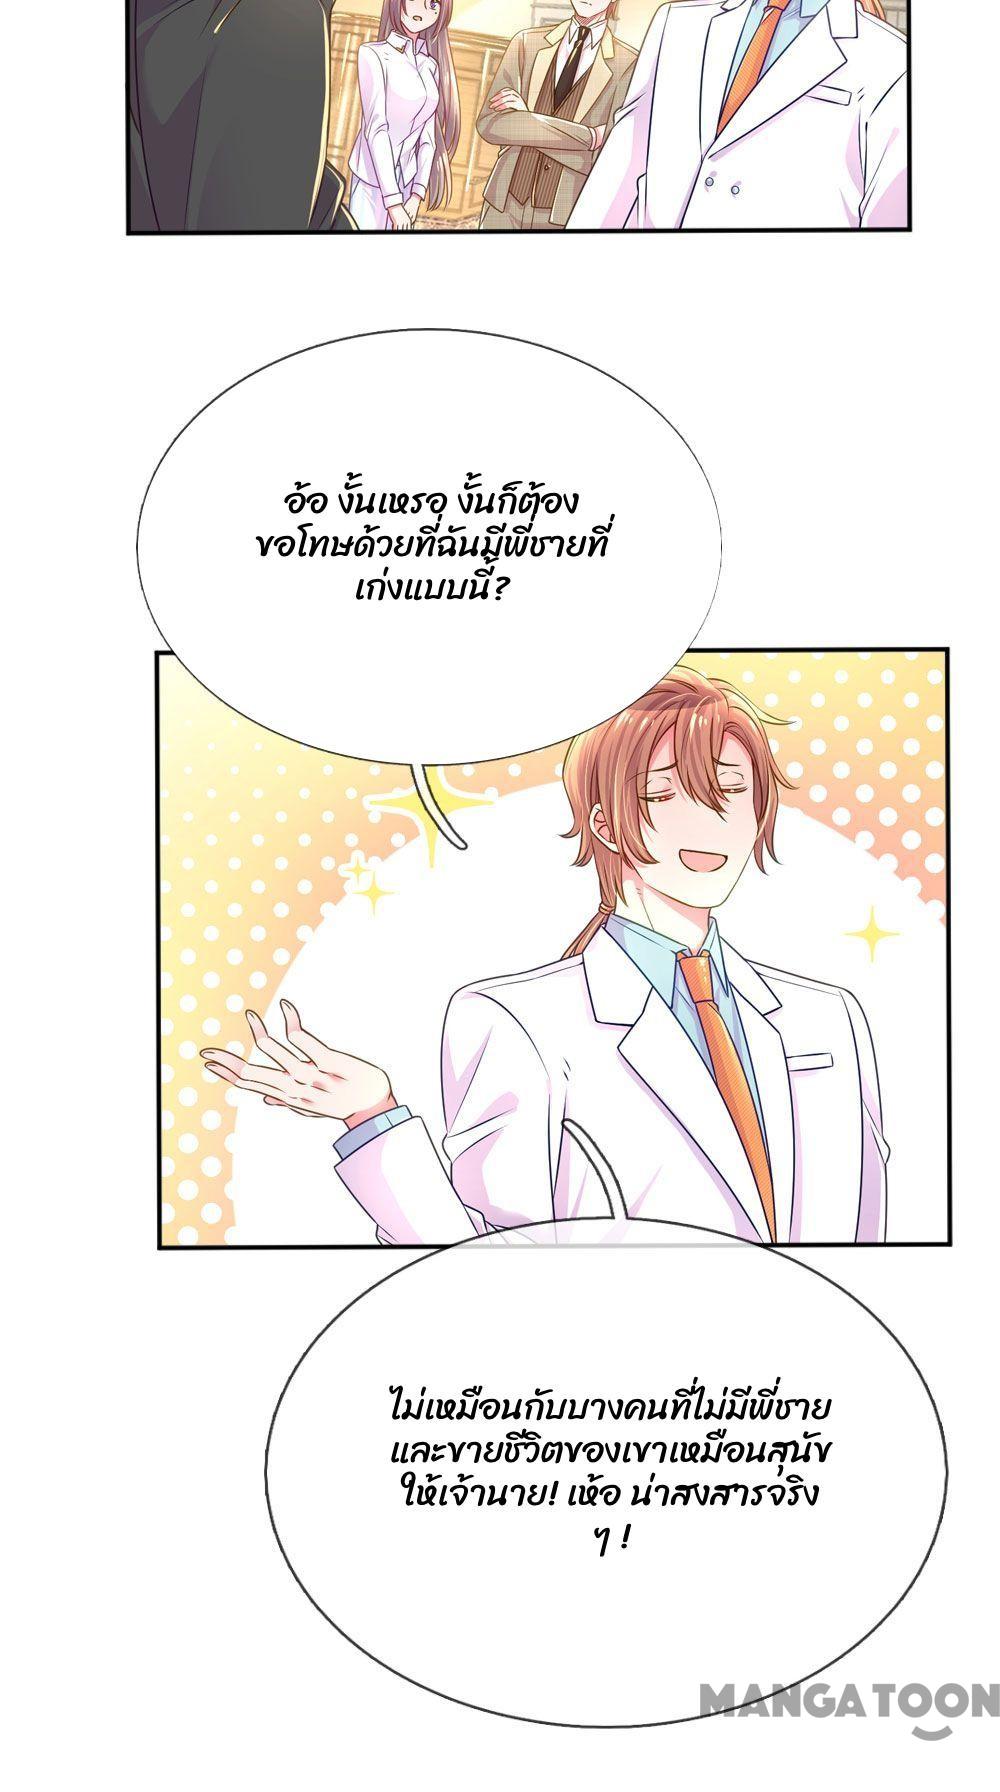 อ้อ งั้นเหรอ งั้นก็ต้อง
ขอโทษด้วยที่ฉันมีพี่ชายที่
เก่งแบบนี้?
ไม่เหมือนกับบางคนที่ไม่มีพี่ชาย
และขายชีวิตของเขาเหมือนสุนัข
ให้เจ้านาย! เห้อ น่าสงสารจริง
ๆ !
MANGATOON